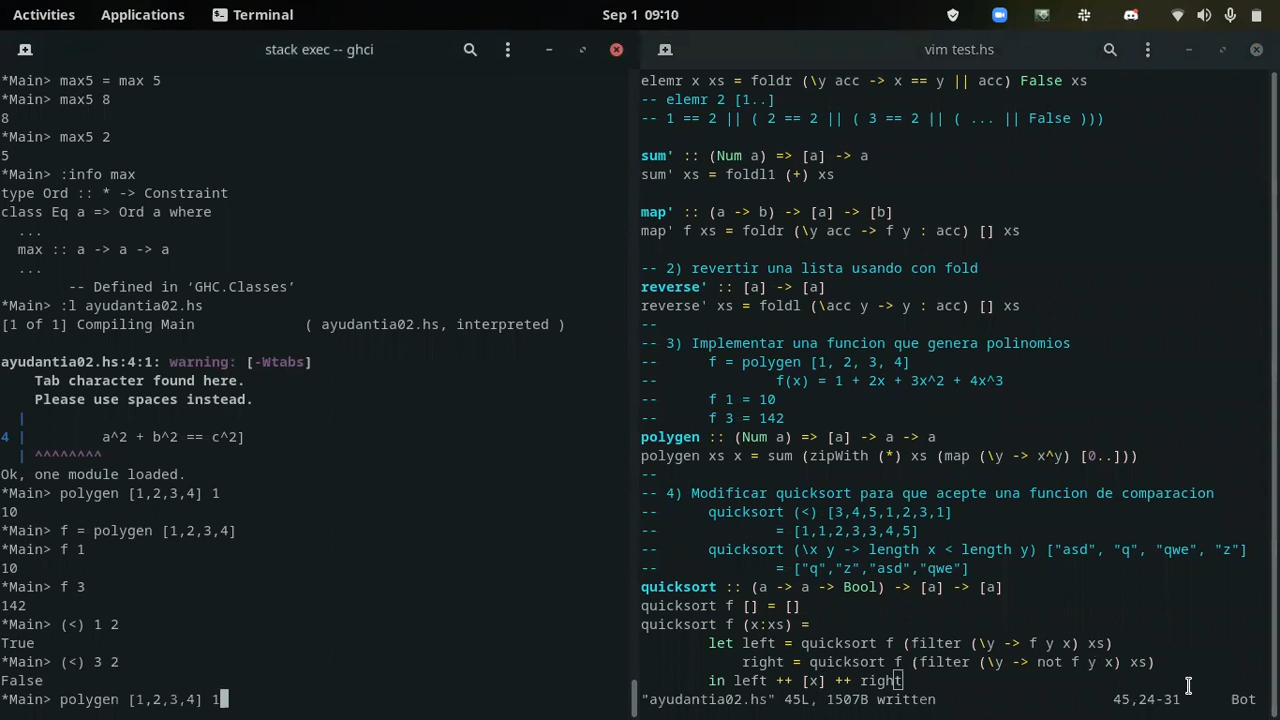 Activities Applications Terminal Sep 1 09:10
stack exec -- ghci
*Main> max5 = max 5
*Main> max5 8
8
*Main> max5 2
5
*Main> :info max
type Ord :: * -> Constraint
class Eq a => Ord a where
  ...
  max :: a -> a -> a
  ...
        -- Defined in ‘GHC.Classes’
*Main> :l ayudantia02.hs
[1 of 1] Compiling Main             ( ayudantia02.hs, interpreted )

ayudantia02.hs:4:1: warning: [-Wtabs]
    Tab character found here.
    Please use spaces instead.
  |
4 |         a^2 + b^2 == c^2]
  | ^^^^^^^^
Ok, one module loaded.
*Main> polygen [1,2,3,4] 1
10
*Main> f = polygen [1,2,3,4]
*Main> f 1
10
*Main> f 3
142
*Main> (<) 1 2
True
*Main> (<) 3 2
False
*Main> polygen [1,2,3,4] 1
vim test.hs
elemr x xs = foldr (\y acc -> x == y || acc) False xs
-- elemr 2 [1..]
-- 1 == 2 || ( 2 == 2 || ( 3 == 2 || ( ... || False )))

sum' :: (Num a) => [a] -> a
sum' xs = foldl1 (+) xs

map' :: (a -> b) -> [a] -> [b]
map' f xs = foldr (\y acc -> f y : acc) [] xs

-- 2) revertir una lista usando con fold
reverse' :: [a] -> [a]
reverse' xs = foldl (\acc y -> y : acc) [] xs
--
-- 3) Implementar una funcion que genera polinomios
--      f = polygen [1, 2, 3, 4]
--              f(x) = 1 + 2x + 3x^2 + 4x^3
--      f 1 = 10
--      f 3 = 142
polygen :: (Num a) => [a] -> a -> a
polygen xs x = sum (zipWith (*) xs (map (\y -> x^y) [0..]))
--
-- 4) Modificar quicksort para que acepte una funcion de comparacion
--      quicksort (<) [3,4,5,1,2,3,1]
--              = [1,1,2,3,3,4,5]
--      quicksort (\x y -> length x < length y) ["asd", "q", "qwe", "z"]
--              = ["q","z","asd","qwe"]
quicksort :: (a -> a -> Bool) -> [a] -> [a]
quicksort f [] = []
quicksort f (x:xs) =
        let left = quicksort f (filter (\y -> f y x) xs)
            right = quicksort f (filter (\y -> not f y x) xs)
        in left ++ [x] ++ right
"ayudantia02.hs" 45L, 1507B written 45,24-31 Bot